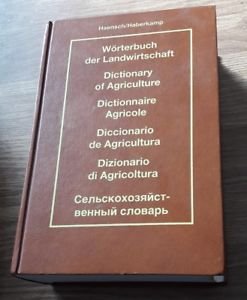 Haensch/Haberkamp
Wörterbuch
der Landwirtschaft
Dictionary
of Agriculture
Dictionnaire
Agricole
Diccionario
de Agricultura
Dizionario
di Agricoltura
Сельскохозяйст-
венный словарь